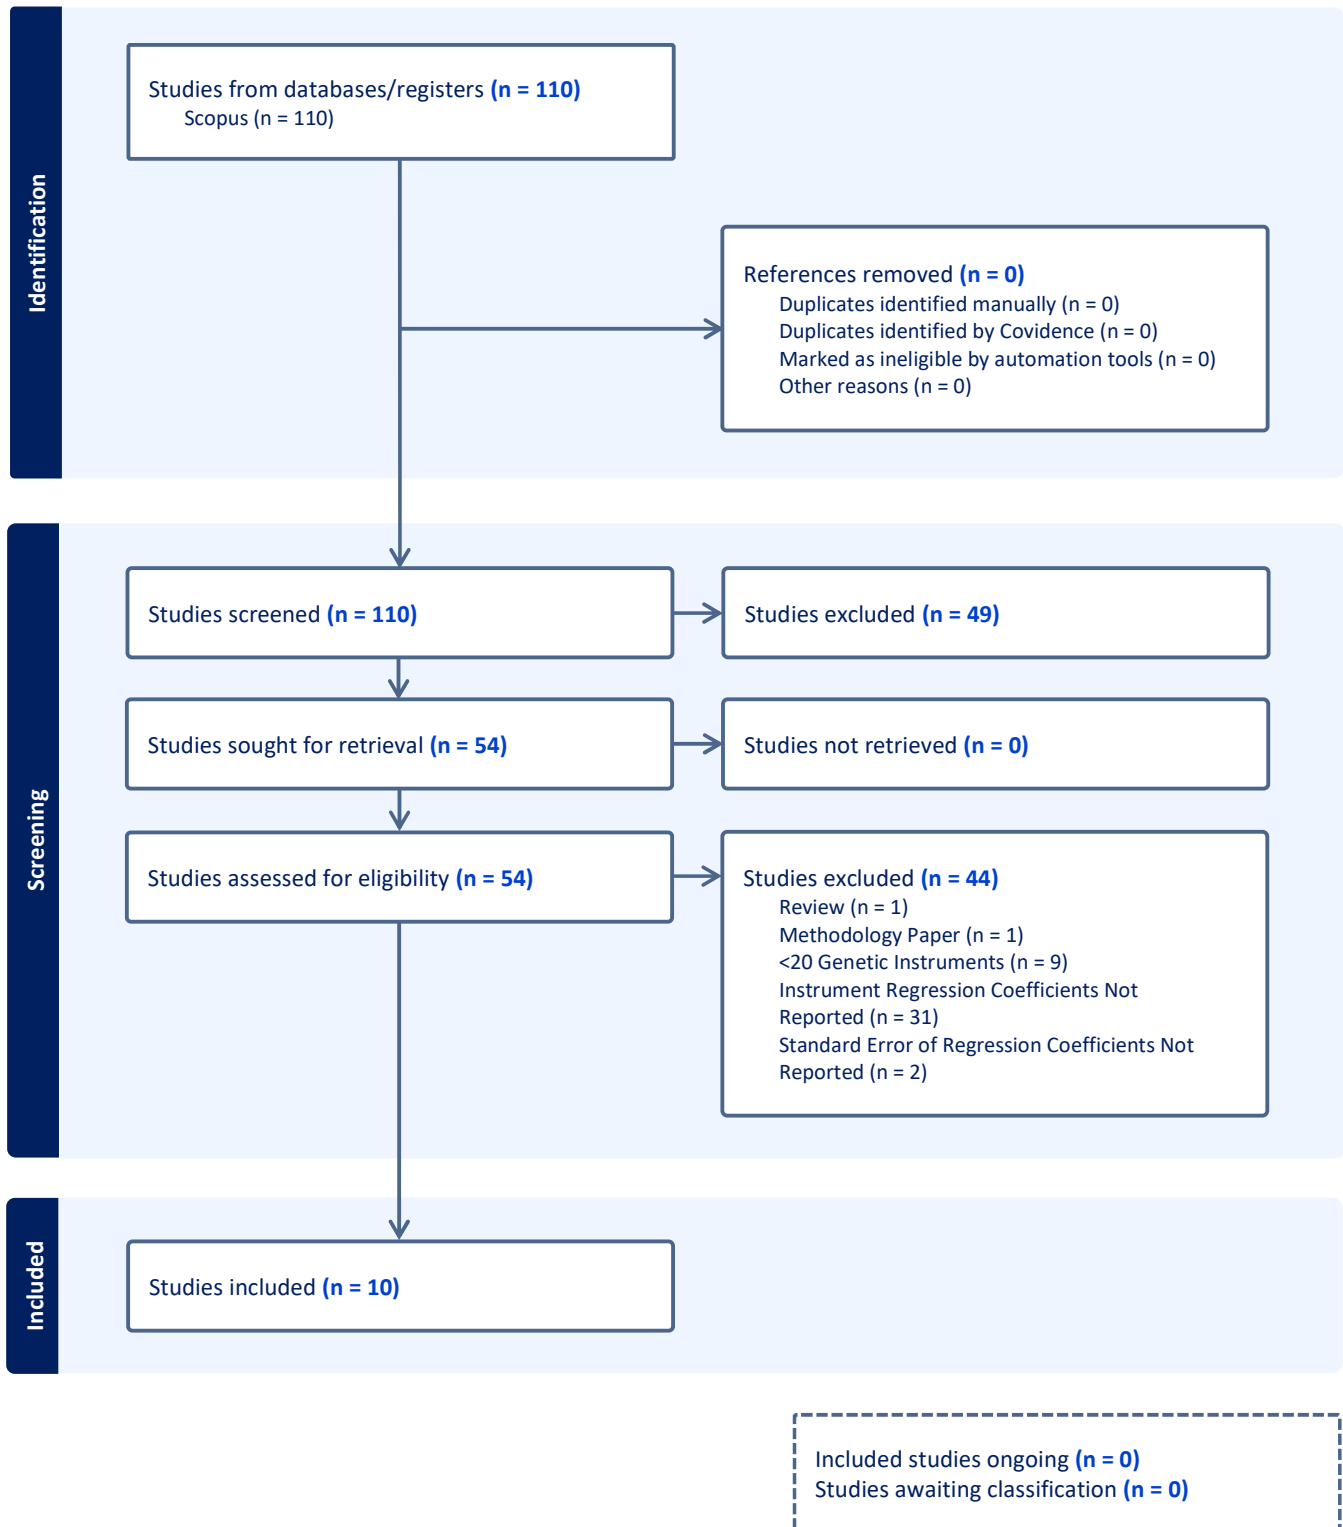 Identification
Studies from databases/registers (n = 110)
Scopus (n = 110)
References removed (n = 0)
Duplicates identified manually (n = 0)
Duplicates identified by Covidence (n = 0)
Marked as ineligible by automation tools (n = 0)
Other reasons (n = 0)
Screening
Studies screened (n = 110)
Studies excluded (n = 49)
Studies sought for retrieval (n = 54)
Studies not retrieved (n = 0)
Studies assessed for eligibility (n = 54)
Studies excluded (n = 44)
Review (n = 1)
Methodology Paper (n = 1)
<20 Genetic Instruments (n = 9)
Instrument Regression Coefficients Not
Reported (n = 31)
Standard Error of Regression Coefficients Not
Reported (n = 2)
Included
Studies included (n = 10)
Included studies ongoing (n = 0)
Studies awaiting classification (n = 0)